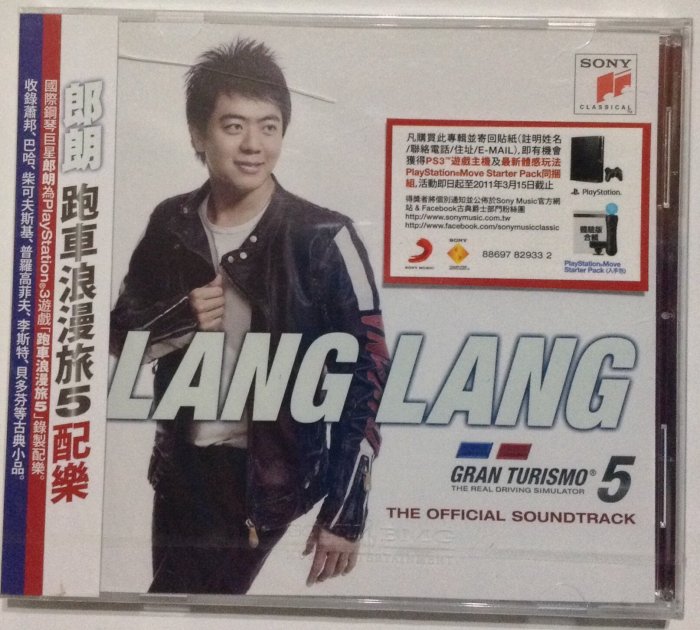 郎朗 跑車浪漫旅5 配樂
國際鋼琴巨星郎朗為PlayStation®3遊戲「跑車浪漫旅5」錄製配樂。
收錄蕭邦、巴哈、柴可夫斯基、普羅高菲夫、李斯特、貝多芬等古典小品。
SONY
CLASSICAL
凡購買此專輯並寄回貼紙(註明姓名
/聯絡電話/住址/E-MAIL),即有機會
獲得PS3™遊戲主機及最新體感玩法
PlayStation®Move Starter Pack同捆
組,活動即日起至2011年3月15截止
得獎者將個別通知並公佈於Sony Music官方網
站 & Facebook古典爵士部門粉絲團
http://www.sonymusic.com.tw
http://www.facebook.com/sonymusicclassic
SONY MUSIC
SONY
88697 82933 2
PlayStation.
體驗版
合輯
PlayStation®Move
Starter Pack (入手包)
LANG LANG
GRAN TURISMO® 5
THE REAL DRIVING SIMULATOR
THE OFFICIAL SOUNDTRACK